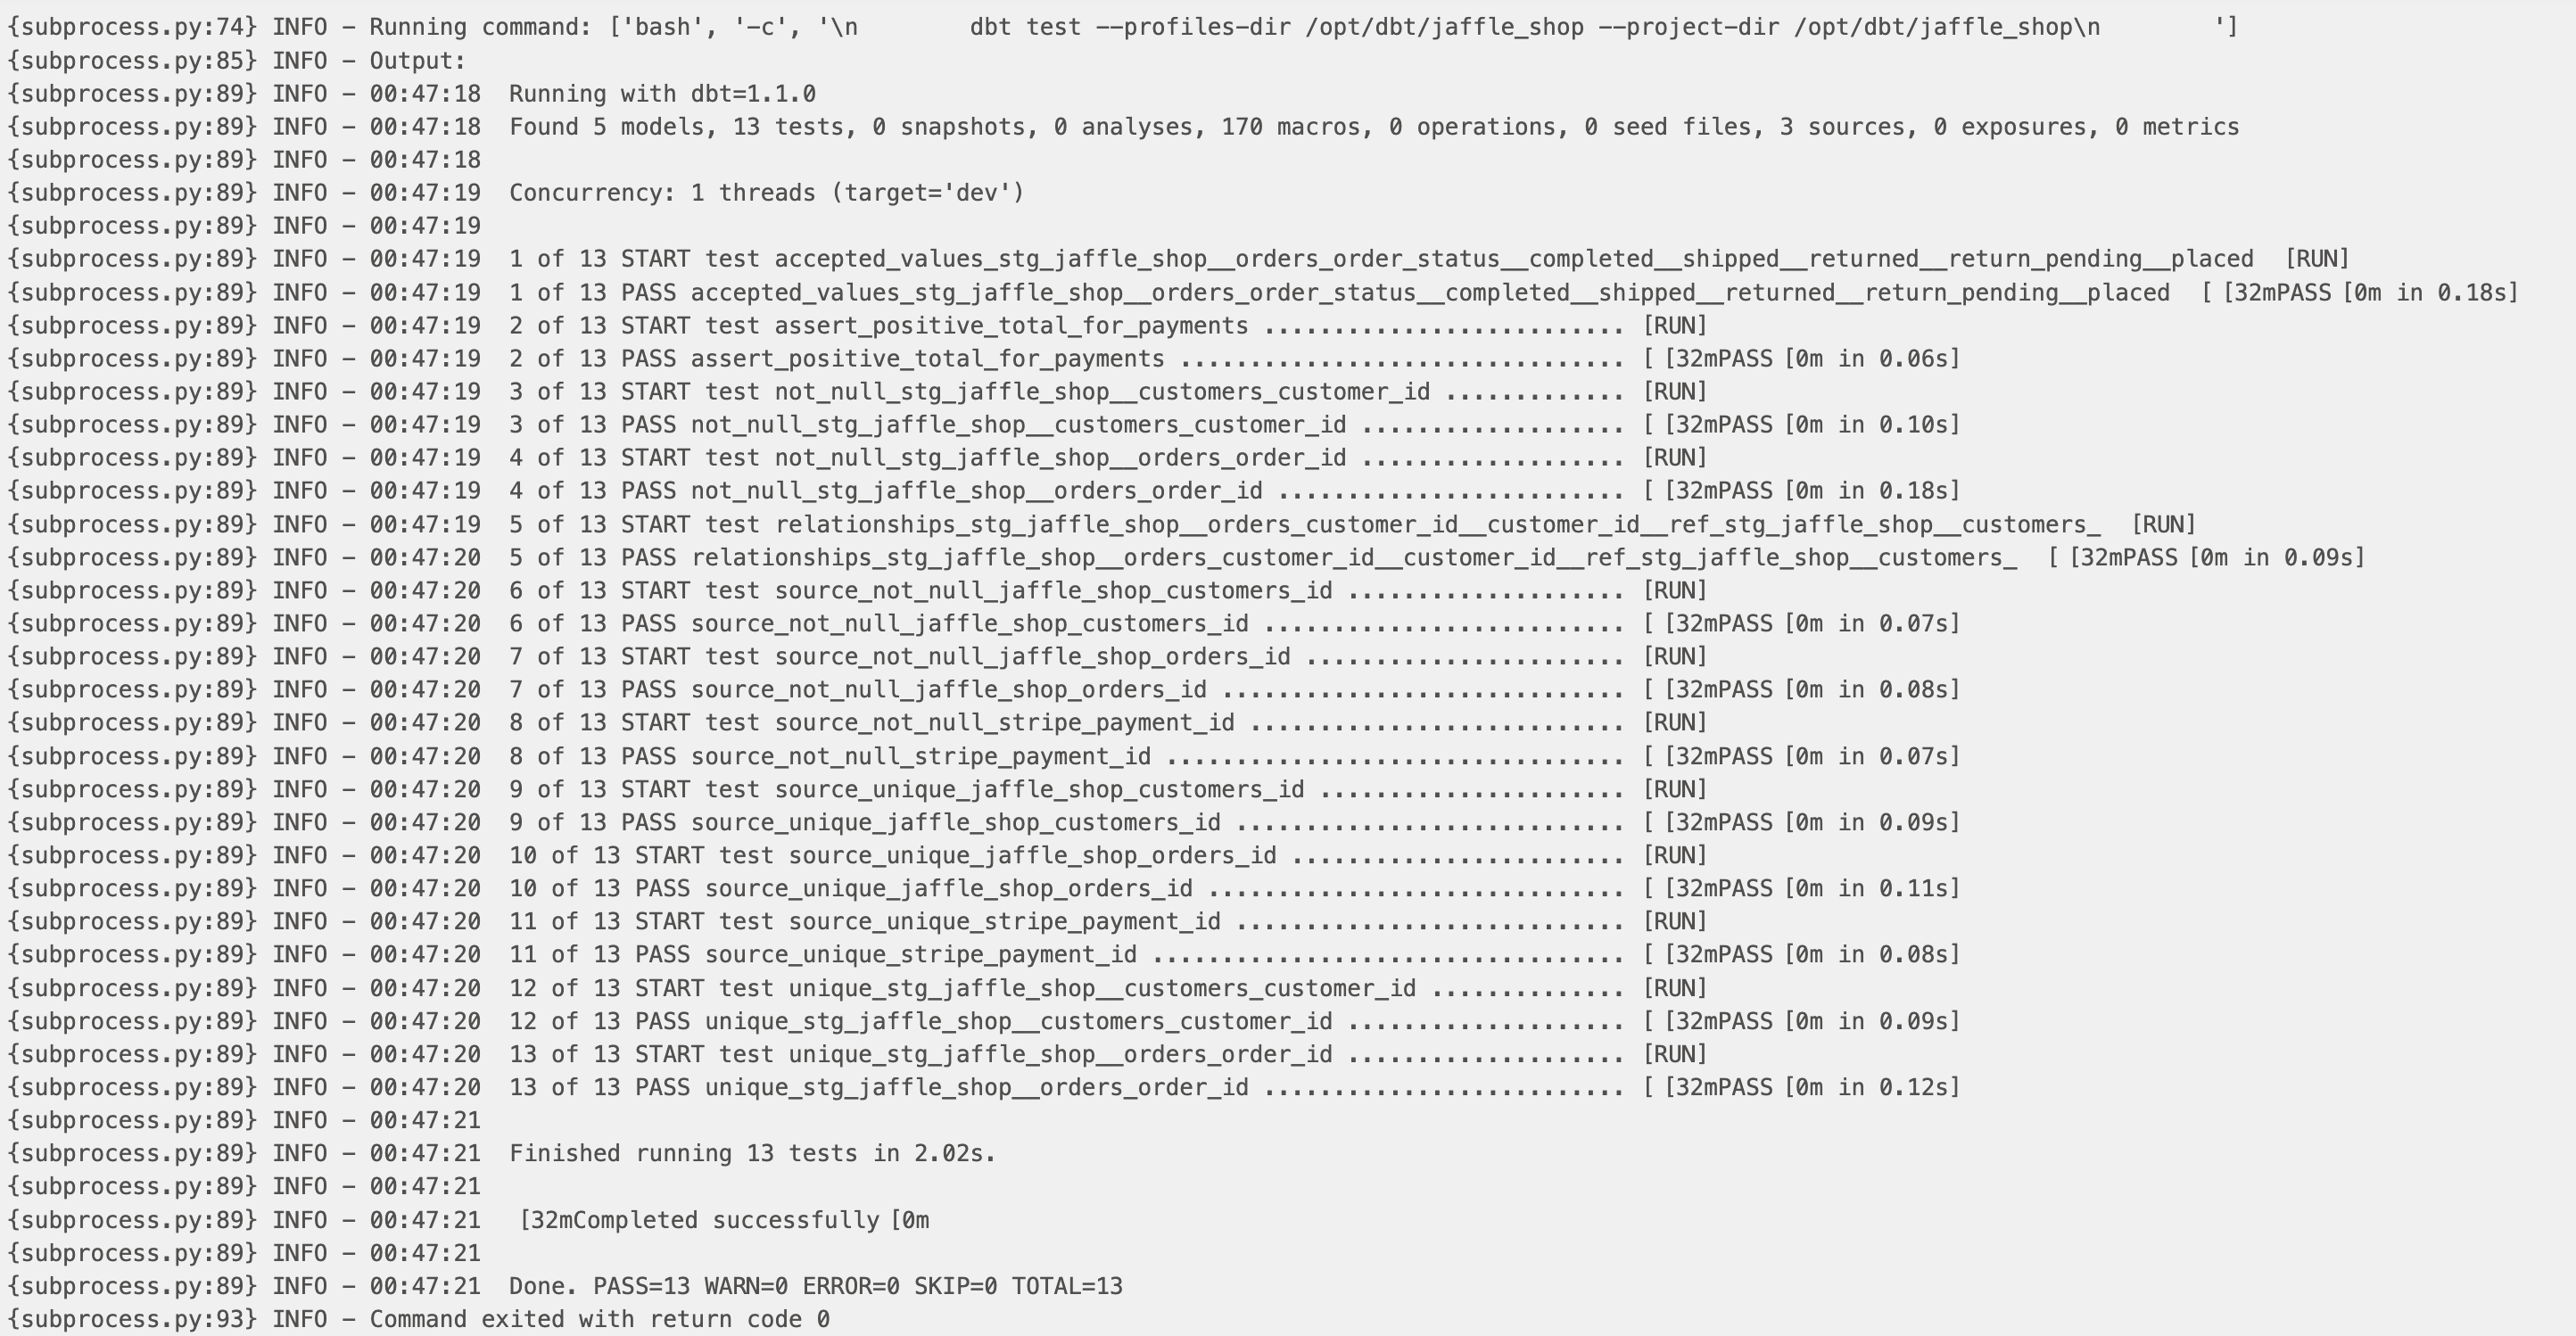 {subprocess.py:74} INFO - Running command: ['bash', '-c', '\n        dbt test --profiles-dir /opt/dbt/jaffle_shop --project-dir /opt/dbt/jaffle_shop\n        ']
{subprocess.py:85} INFO - Output:
{subprocess.py:89} INFO - 00:47:18  Running with dbt=1.1.0
{subprocess.py:89} INFO - 00:47:18  Found 5 models, 13 tests, 0 snapshots, 0 analyses, 170 macros, 0 operations, 0 seed files, 3 sources, 0 exposures, 0 metrics
{subprocess.py:89} INFO - 00:47:18
{subprocess.py:89} INFO - 00:47:19  Concurrency: 1 threads (target='dev')
{subprocess.py:89} INFO - 00:47:19
{subprocess.py:89} INFO - 00:47:19  1 of 13 START test accepted_values_stg_jaffle_shop__orders_order_status__completed__shipped__returned__return_pending__placed  [RUN]
{subprocess.py:89} INFO - 00:47:19  1 of 13 PASS accepted_values_stg_jaffle_shop__orders_order_status__completed__shipped__returned__return_pending__placed  [ [32mPASS [0m in 0.18s]
{subprocess.py:89} INFO - 00:47:19  2 of 13 START test assert_positive_total_for_payments .......................... [RUN]
{subprocess.py:89} INFO - 00:47:19  2 of 13 PASS assert_positive_total_for_payments ................................ [ [32mPASS [0m in 0.06s]
{subprocess.py:89} INFO - 00:47:19  3 of 13 START test not_null_stg_jaffle_shop__customers_customer_id ............. [RUN]
{subprocess.py:89} INFO - 00:47:19  3 of 13 PASS not_null_stg_jaffle_shop__customers_customer_id ................... [ [32mPASS [0m in 0.10s]
{subprocess.py:89} INFO - 00:47:19  4 of 13 START test not_null_stg_jaffle_shop__orders_order_id ................... [RUN]
{subprocess.py:89} INFO - 00:47:19  4 of 13 PASS not_null_stg_jaffle_shop__orders_order_id ......................... [ [32mPASS [0m in 0.18s]
{subprocess.py:89} INFO - 00:47:19  5 of 13 START test relationships_stg_jaffle_shop__orders_customer_id__customer_id__ref_stg_jaffle_shop__customers_  [RUN]
{subprocess.py:89} INFO - 00:47:20  5 of 13 PASS relationships_stg_jaffle_shop__orders_customer_id__customer_id__ref_stg_jaffle_shop__customers_  [ [32mPASS [0m in 0.09s]
{subprocess.py:89} INFO - 00:47:20  6 of 13 START test source_not_null_jaffle_shop_customers_id .................... [RUN]
{subprocess.py:89} INFO - 00:47:20  6 of 13 PASS source_not_null_jaffle_shop_customers_id .......................... [ [32mPASS [0m in 0.07s]
{subprocess.py:89} INFO - 00:47:20  7 of 13 START test source_not_null_jaffle_shop_orders_id ....................... [RUN]
{subprocess.py:89} INFO - 00:47:20  7 of 13 PASS source_not_null_jaffle_shop_orders_id ............................. [ [32mPASS [0m in 0.08s]
{subprocess.py:89} INFO - 00:47:20  8 of 13 START test source_not_null_stripe_payment_id ........................... [RUN]
{subprocess.py:89} INFO - 00:47:20  8 of 13 PASS source_not_null_stripe_payment_id ................................. [ [32mPASS [0m in 0.07s]
{subprocess.py:89} INFO - 00:47:20  9 of 13 START test source_unique_jaffle_shop_customers_id ...................... [RUN]
{subprocess.py:89} INFO - 00:47:20  9 of 13 PASS source_unique_jaffle_shop_customers_id ............................ [ [32mPASS [0m in 0.09s]
{subprocess.py:89} INFO - 00:47:20  10 of 13 START test source_unique_jaffle_shop_orders_id ........................ [RUN]
{subprocess.py:89} INFO - 00:47:20  10 of 13 PASS source_unique_jaffle_shop_orders_id .............................. [ [32mPASS [0m in 0.11s]
{subprocess.py:89} INFO - 00:47:20  11 of 13 START test source_unique_stripe_payment_id ............................ [RUN]
{subprocess.py:89} INFO - 00:47:20  11 of 13 PASS source_unique_stripe_payment_id .................................. [ [32mPASS [0m in 0.08s]
{subprocess.py:89} INFO - 00:47:20  12 of 13 START test unique_stg_jaffle_shop__customers_customer_id .............. [RUN]
{subprocess.py:89} INFO - 00:47:20  12 of 13 PASS unique_stg_jaffle_shop__customers_customer_id .................... [ [32mPASS [0m in 0.09s]
{subprocess.py:89} INFO - 00:47:20  13 of 13 START test unique_stg_jaffle_shop__orders_order_id .................... [RUN]
{subprocess.py:89} INFO - 00:47:20  13 of 13 PASS unique_stg_jaffle_shop__orders_order_id .......................... [ [32mPASS [0m in 0.12s]
{subprocess.py:89} INFO - 00:47:21
{subprocess.py:89} INFO - 00:47:21  Finished running 13 tests in 2.02s.
{subprocess.py:89} INFO - 00:47:21
{subprocess.py:89} INFO - 00:47:21   [32mCompleted successfully [0m
{subprocess.py:89} INFO - 00:47:21
{subprocess.py:89} INFO - 00:47:21  Done. PASS=13 WARN=0 ERROR=0 SKIP=0 TOTAL=13
{subprocess.py:93} INFO - Command exited with return code 0